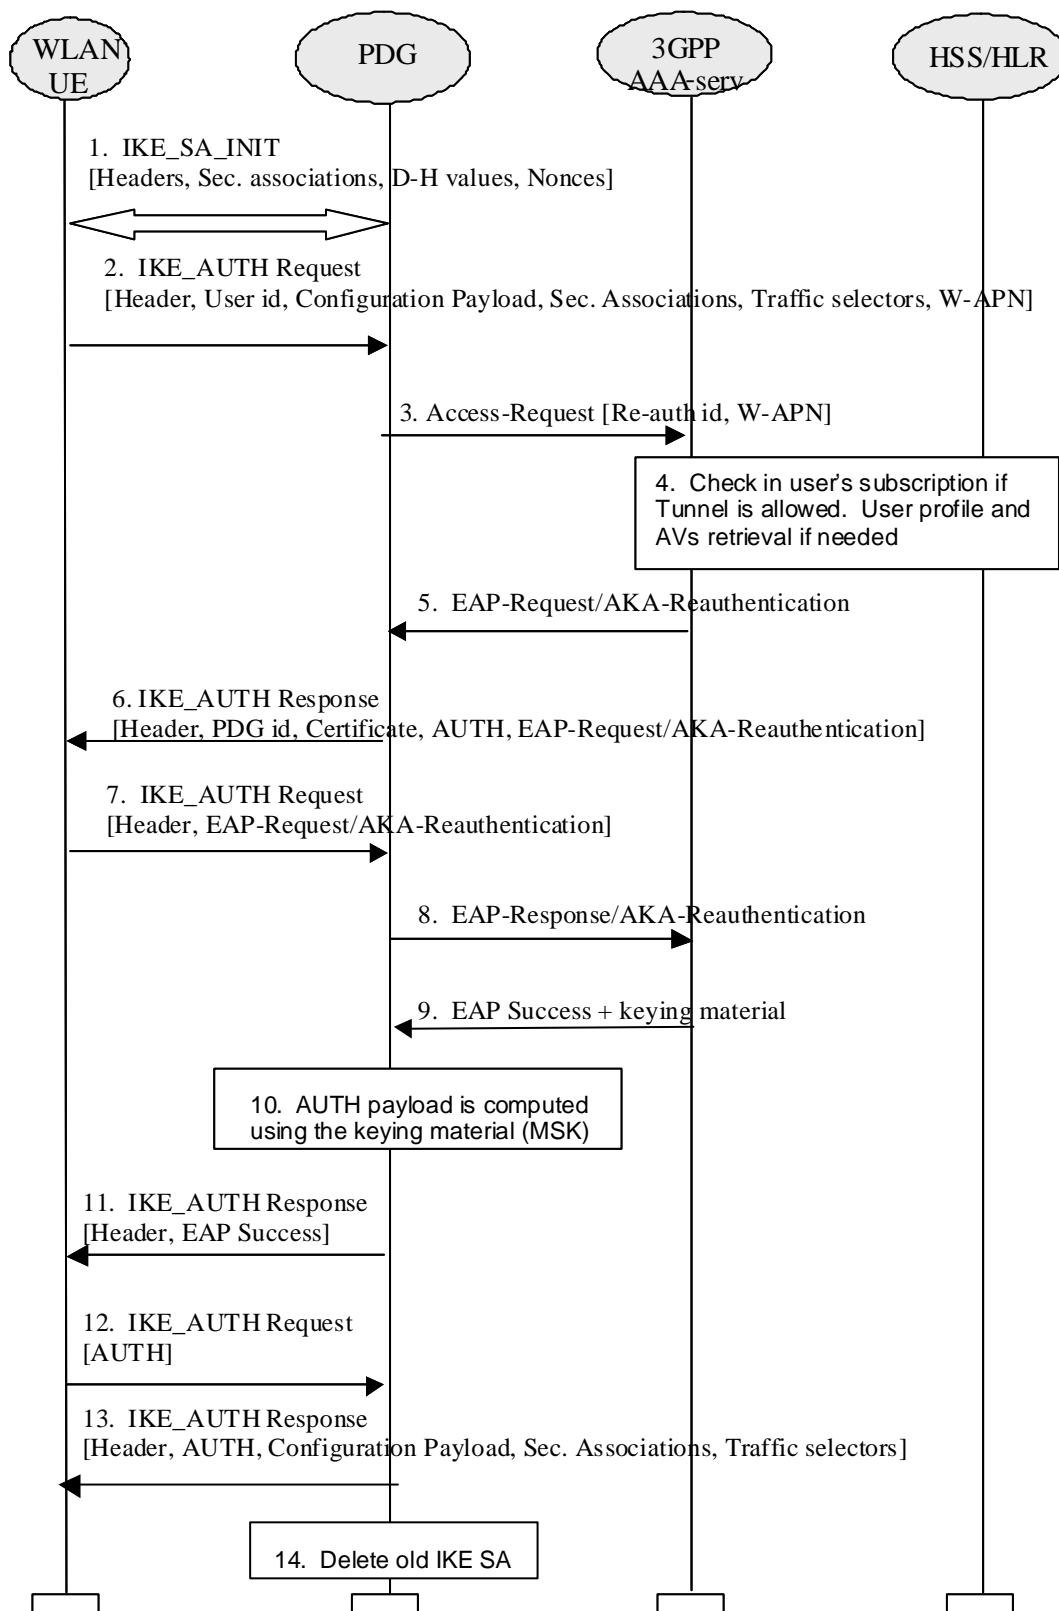 WLAN
UE
PDG
3GPP
AAA-serv
HSS/HLR
1. IKE_SA_INIT
[Headers, Sec. associations, D-H values, Nonces]
2. IKE_AUTH Request
[Header, User id, Configuration Payload, Sec. Associations, Traffic selectors, W-APN]
3. Access-Request [Re-auth id, W-APN]
4. Check in user's subscription if
Tunnel is allowed. User profile and
AVs retrieval if needed
5. EAP-Request/AKA-Reauthentication
6. IKE_AUTH Response
[Header, PDG id, Certificate, AUTH, EAP-Request/AKA-Reauthentication]
7. IKE_AUTH Request
[Header, EAP-Request/AKA-Reauthentication]
8. EAP-Response/AKA-Reauthentication
9. EAP Success + keying material
10. AUTH payload is computed
using the keying material (MSK)
11. IKE_AUTH Response
[Header, EAP Success]
12. IKE_AUTH Request
[AUTH]
13. IKE_AUTH Response
[Header, AUTH, Configuration Payload, Sec. Associations, Traffic selectors]
14. Delete old IKE SA